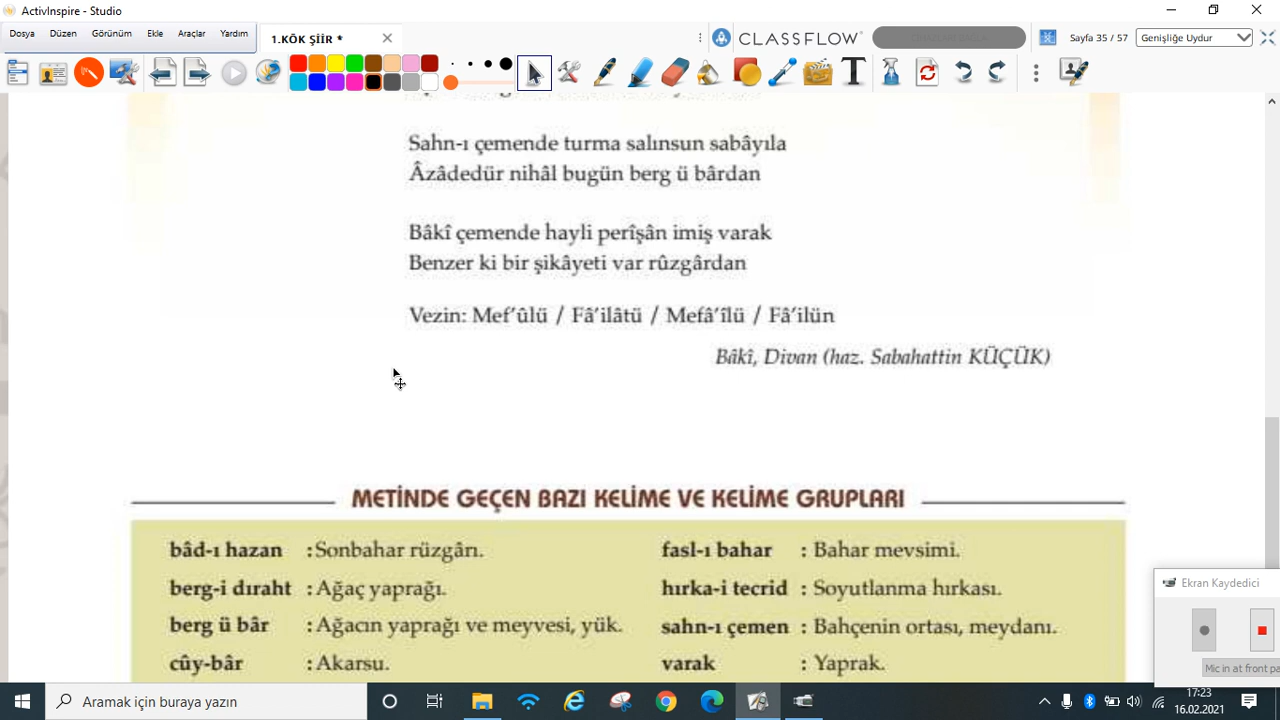 ActivInspire - Studio
Dosya Düzen Görünüm Ekle Araçlar Yardım
1.KÖK ŞİİR *
CLASSFLOW
Sayfa 35 / 57
Genişliğe Uydur
Sahn-ı çemende turma salınsun sabâyıla
Âzâdedür nihâl bugün berg ü bârdan
Bâkî çemende hayli perîşân imiş varak
Benzer ki bir şikâyeti var rûzgârdan
Vezin: Mef'ûlü / Fâ'ilâtü / Mefâ'îlü / Fâ'ilün
Bâkî, Divan (haz. Sabahattin KÜÇÜK)
METİNDE GEÇEN BAZI KELİME VE KELİME GRUPLARI
bâd-ı hazan : Sonbahar rüzgârı.
berg-i dıraht : Ağaç yaprağı.
berg ü bâr : Ağacın yaprağı ve meyvesi, yük.
cûy-bâr : Akarsu.
fasl-ı bahar : Bahar mevsimi.
hırka-i tecrid : Soyutlanma hırkası.
sahn-ı çemen : Bahçenin ortası, meydanı.
varak : Yaprak.
Ekran Kaydedici
Mic in at front pa
Aramak için buraya yazın
17:23
16.02.2021